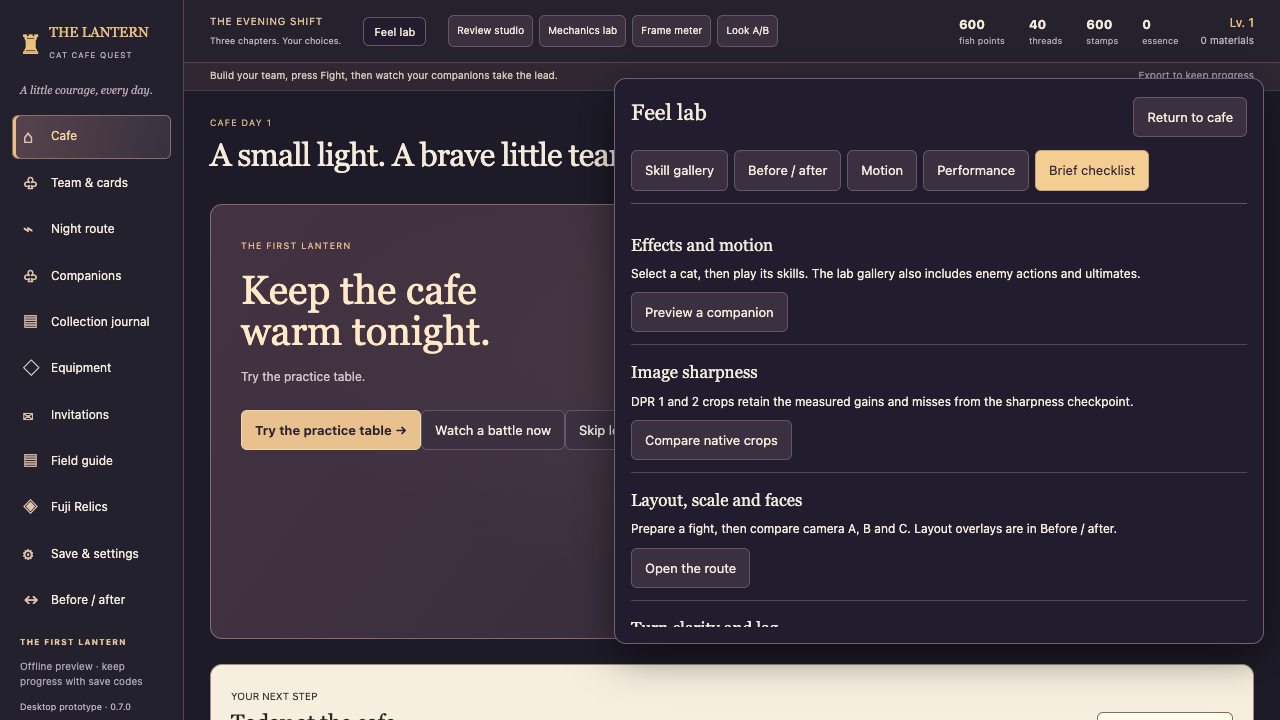 THE LANTERN
CAT CAFE QUEST
A little courage, every day.
Cafe
Team & cards
Night route
Companions
Collection journal
Equipment
Invitations
Field guide
Fuji Relics
Save & settings
Before / after
THE FIRST LANTERN
Offline preview · keep
progress with save codes
Desktop prototype · 0.7.0
THE EVENING SHIFT
Three chapters. Your choices.
Feel lab
Review studio
Mechanics lab
Frame meter
Look A/B
600
fish points
40
threads
600
stamps
0
essence
Lv. 1
0 materials
Build your team, press Fight, then watch your companions take the lead.
Export to keep progress
CAFE DAY 1
A small light. A brave little tea
THE FIRST LANTERN
Keep the cafe
warm tonight.
Try the practice table.
Try the practice table →
Watch a battle now
Skip
YOUR NEXT STEP
Today at the cafe
Feel lab
Return to cafe
Skill gallery
Before / after
Motion
Performance
Brief checklist
Effects and motion
Select a cat, then play its skills. The lab gallery also includes enemy actions and ultimates.
Preview a companion
Image sharpness
DPR 1 and 2 crops retain the measured gains and misses from the sharpness checkpoint.
Compare native crops
Layout, scale and faces
Prepare a fight, then compare camera A, B and C. Layout overlays are in Before / after.
Open the route
Turn clarity and log